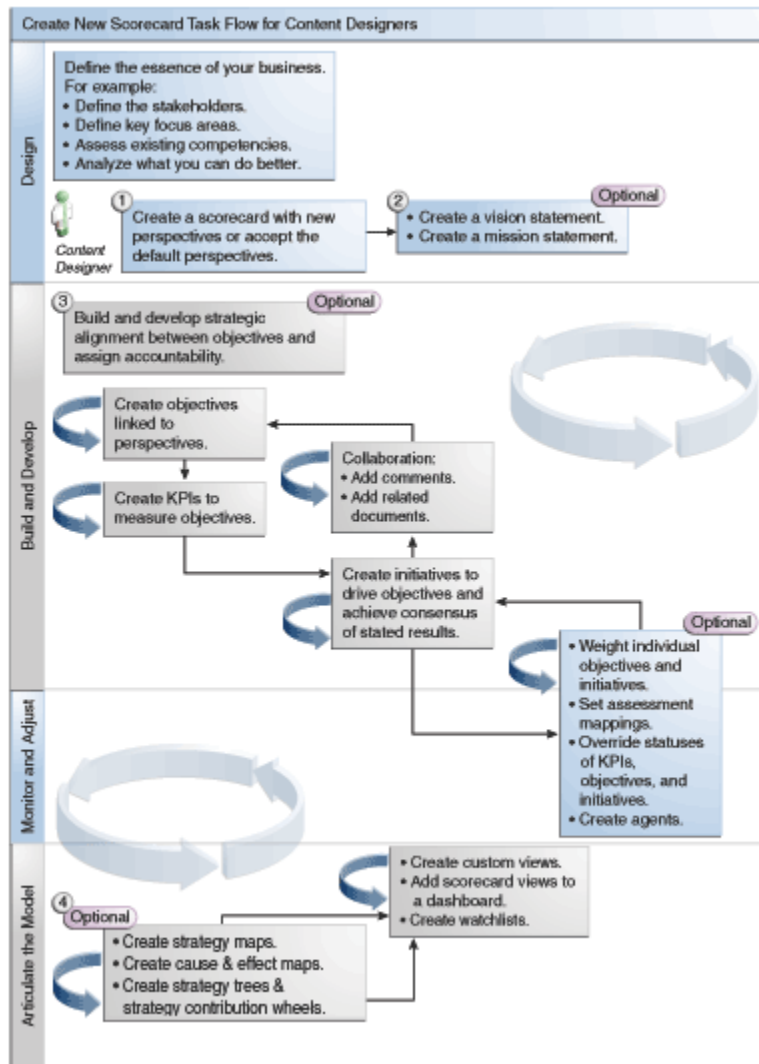 Create New Scorecard Task Flow for Content Designers
Design
Define the essence of your business.
For example:
• Define the stakeholders.
• Define key focus areas.
• Assess existing competencies.
• Analyze what you can do better.
Content
Designer
1
Create a scorecard with new
perspectives or accept the
default perspectives.
2
Optional
• Create a vision statement.
• Create a mission statement.
Build and Develop
3
Optional
Build and develop strategic
alignment between objectives and
assign accountability.
Create objectives
linked to
perspectives.
Create KPIs to
measure objectives.
Collaboration:
• Add comments.
• Add related
documents.
Create initiatives to
drive objectives and
achieve consensus
of stated results.
Optional
• Weight individual
objectives and
initiatives.
• Set assessment
mappings.
• Override statuses
of KPIs,
objectives, and
initiatives.
• Create agents.
Monitor and Adjust
Articulate the Model
• Create custom views.
• Add scorecard views to
a dashboard.
• Create watchlists.
4
Optional
• Create strategy maps.
• Create cause & effect maps.
• Create strategy trees &
strategy contribution wheels.